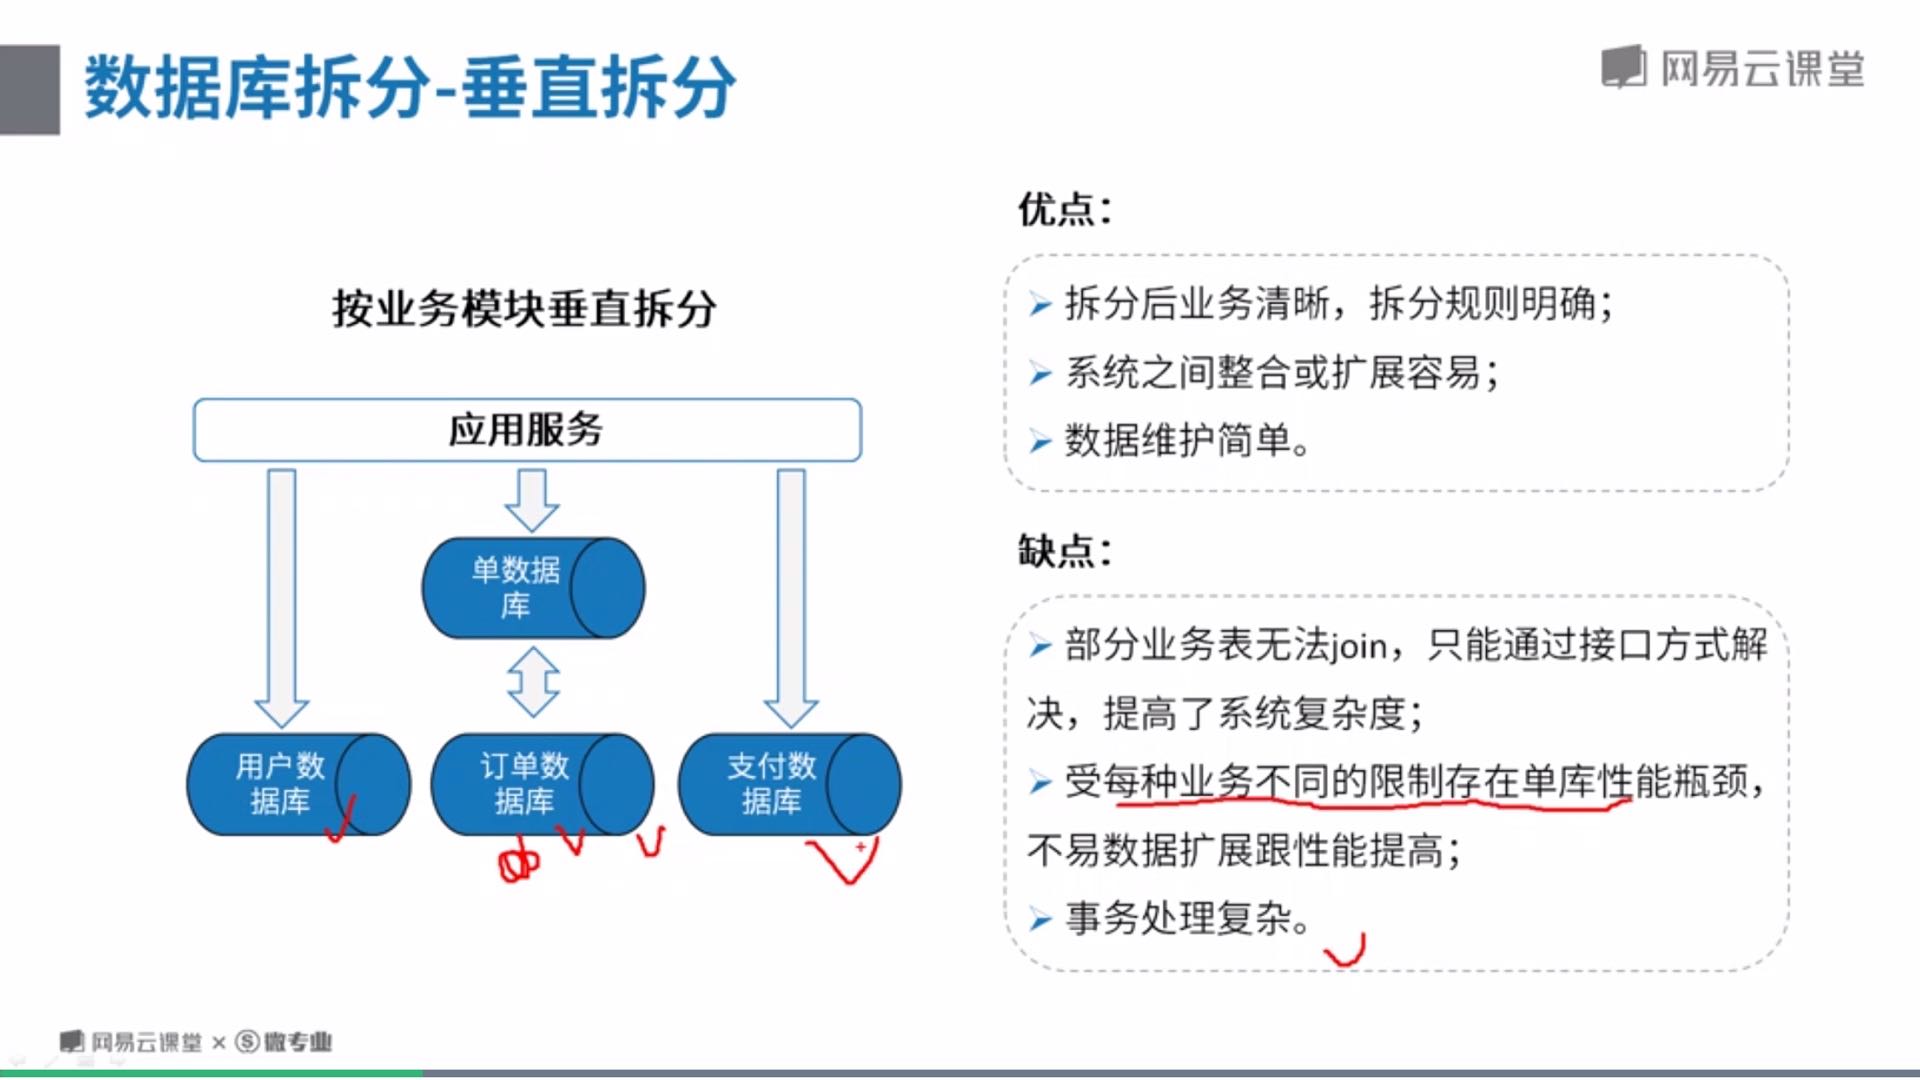 数据库拆分-垂直拆分
网易云课堂
按业务模块垂直拆分
应用服务
单数据
库
用户数
据库
订单数
据库
支付数
据库
优点：
拆分后业务清晰，拆分规则明确；
系统之间整合或扩展容易；
数据维护简单。
缺点：
部分业务表无法join，只能通过接口方式解
决，提高了系统复杂度；
受每种业务不同的限制存在单库性能瓶颈，
不易数据扩展跟性能提高；
事务处理复杂。
网易云课堂 × Ⓢ微专业